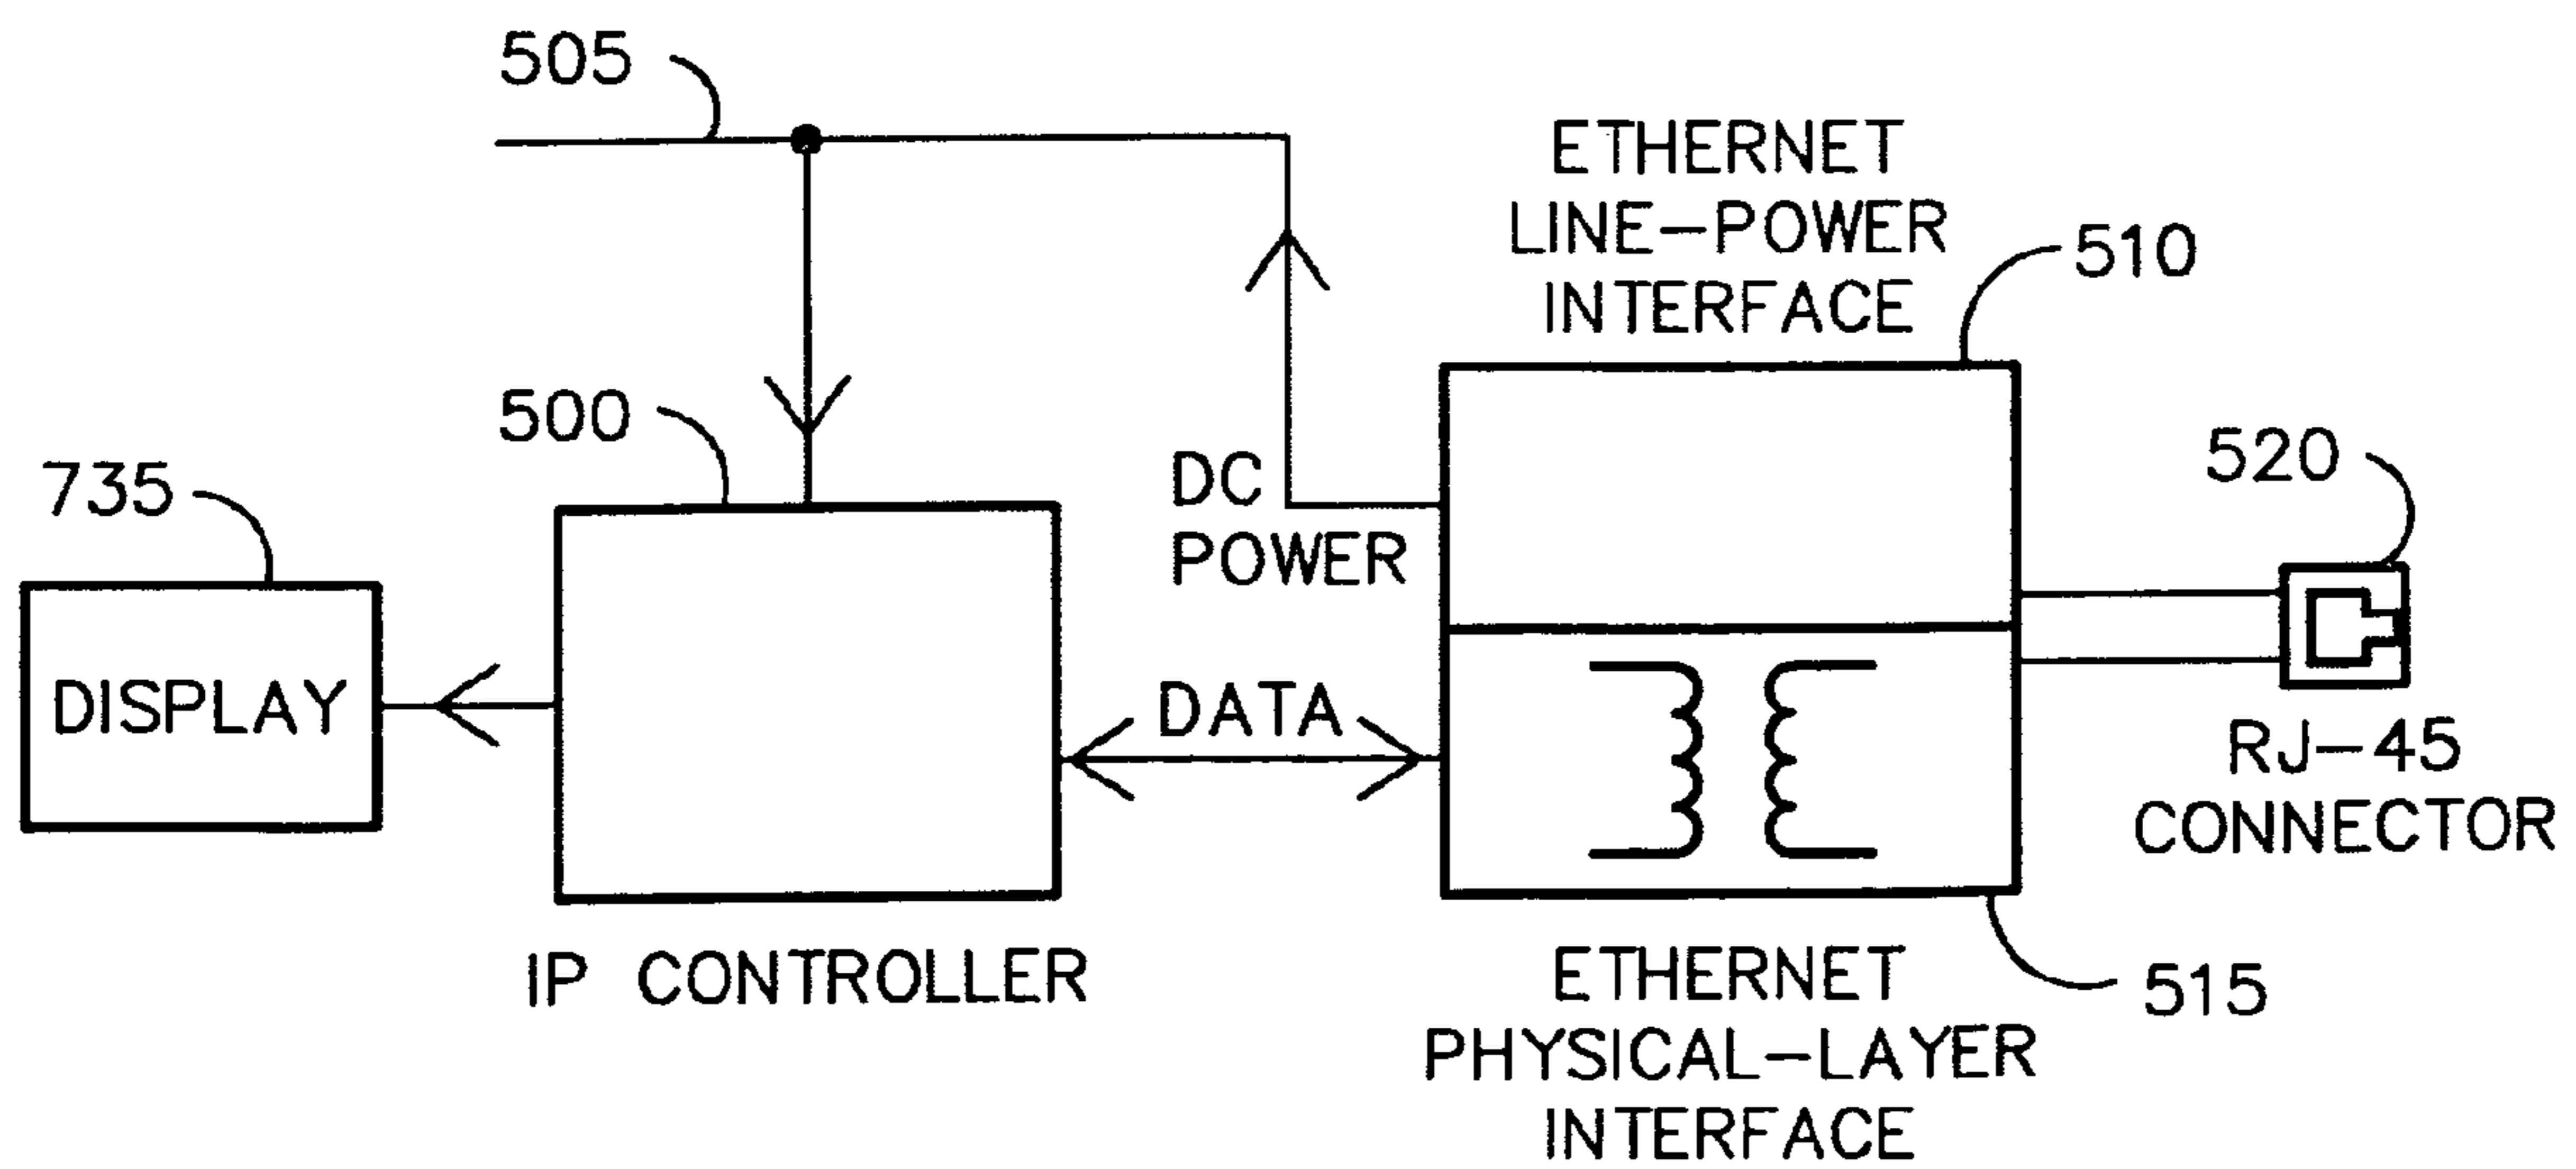 505
ETHERNET
LINE-POWER
INTERFACE
510
500
735
DC
POWER
520
DISPLAY
DATA
RJ-45
CONNECTOR
IP CONTROLLER
ETHERNET
PHYSICAL-LAYER
INTERFACE
515